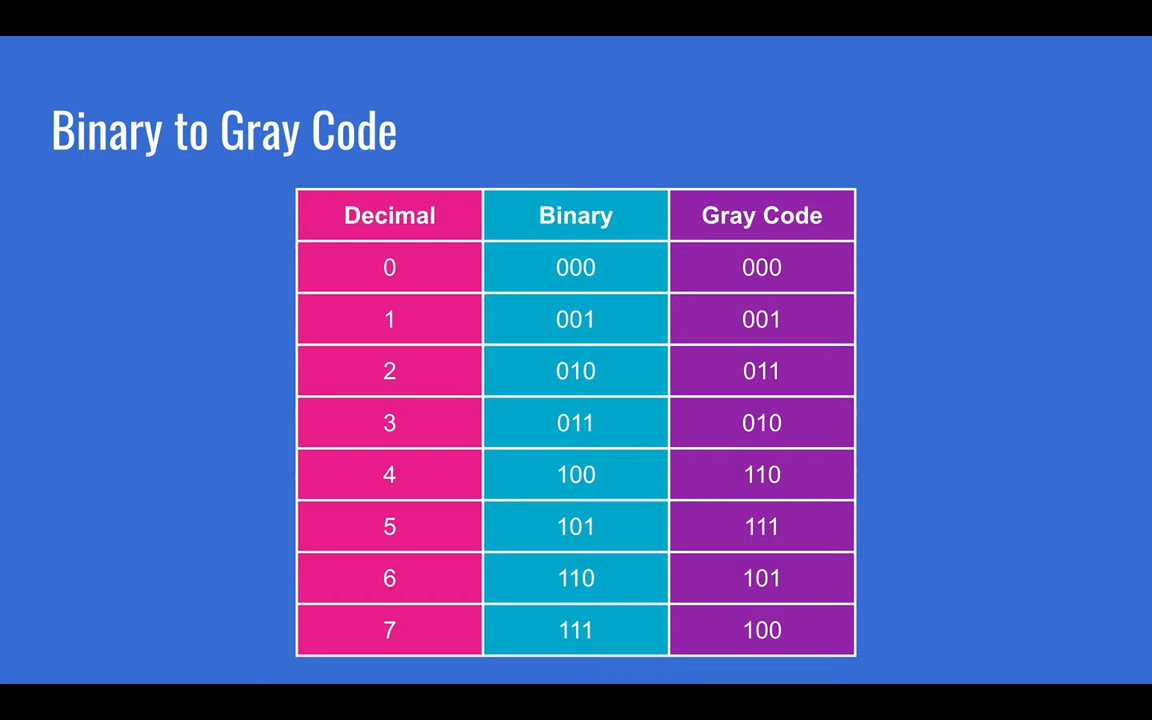 Binary to Gray Code
Decimal Binary Gray Code
0 000 000
1 001 001
2 010 011
3 011 010
4 100 110
5 101 111
6 110 101
7 111 100